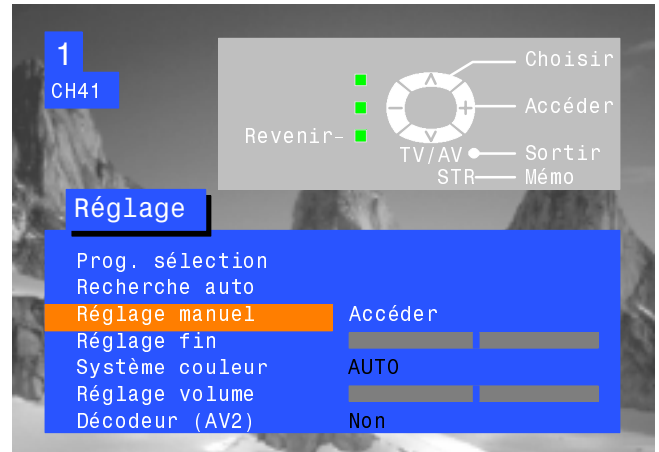 1
CH41
Choisir
Accéder
Revenir
TV/AV
Sortir
STR
Mémo
Réglage
Prog. sélection
Recherche auto
Réglage manuel Accéder
Réglage fin
Système couleur AUTO
Réglage volume
Décodeur (AV2) Non